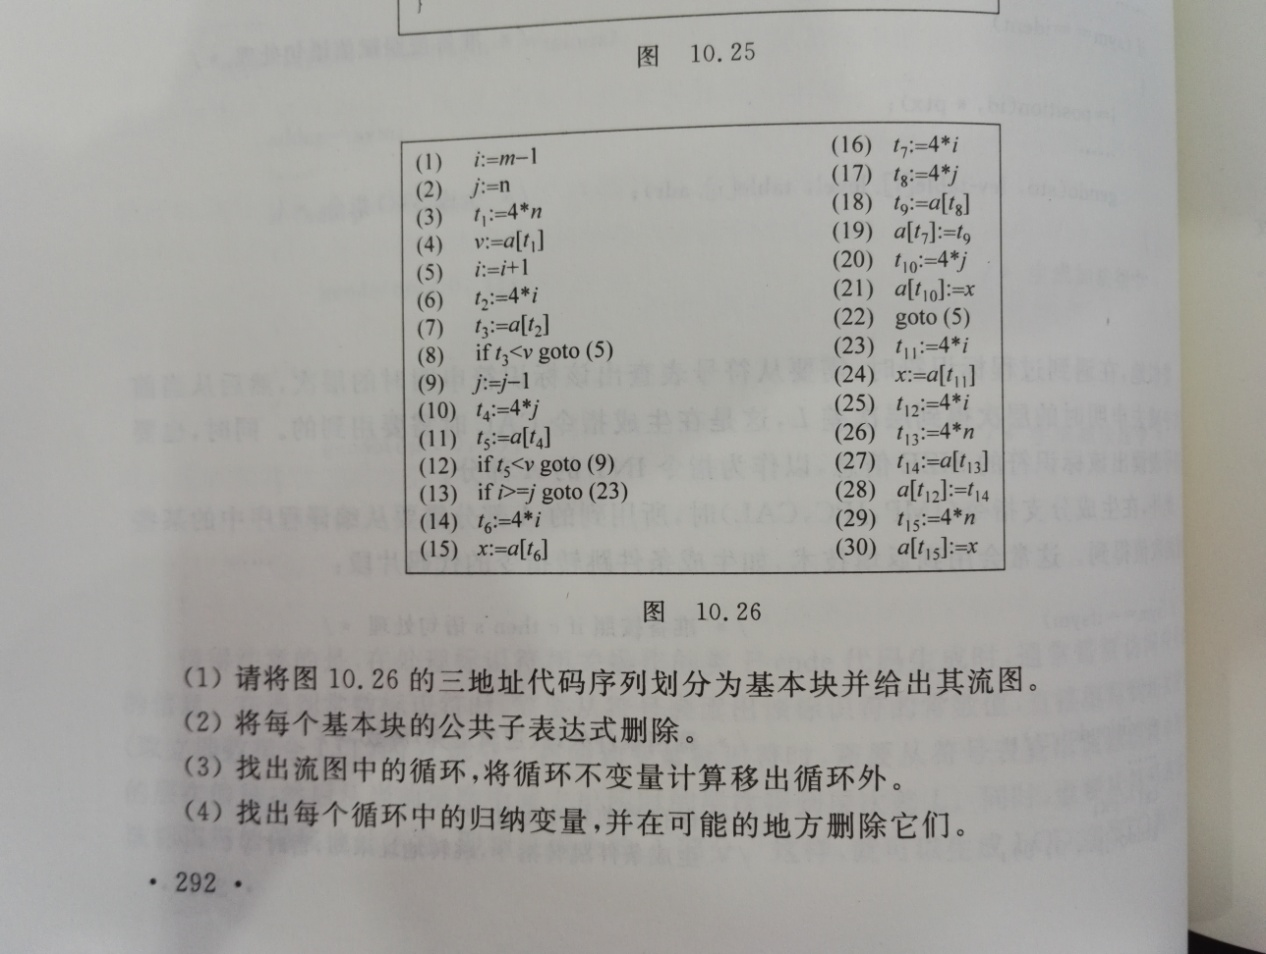 }
图 10.25
(1) i:=m-1
(2) j:=n
(3) t₁:=4*n
(4) v:=a[t₁]
(5) i:=i+1
(6) t₂:=4*i
(7) t₃:=a[t₂]
(8) if t₃<v goto (5)
(9) j:=j-1
(10) t₄:=4*j
(11) t₅:=a[t₄]
(12) if t₅<v goto (9)
(13) if i>=j goto (23)
(14) t₆:=4*i
(15) x:=a[t₆]
(16) t₇:=4*i
(17) t₈:=4*j
(18) t₉:=a[t₈]
(19) a[t₇]:=t₉
(20) t₁₀:=4*j
(21) a[t₁₀]:=x
(22) goto (5)
(23) t₁₁:=4*i
(24) x:=a[t₁₁]
(25) t₁₂:=4*i
(26) t₁₃:=4*n
(27) t₁₄:=a[t₁₃]
(28) a[t₁₂]:=t₁₄
(29) t₁₅:=4*n
(30) a[t₁₅]:=x
图 10.26
(1) 请将图 10.26 的三地址代码序列划分为基本块并给出其流图。
(2) 将每个基本块的公共子表达式删除。
(3) 找出流图中的循环,将循环不变量计算移出循环外。
(4) 找出每个循环中的归纳变量,并在可能的地方删除它们。
· 292 ·